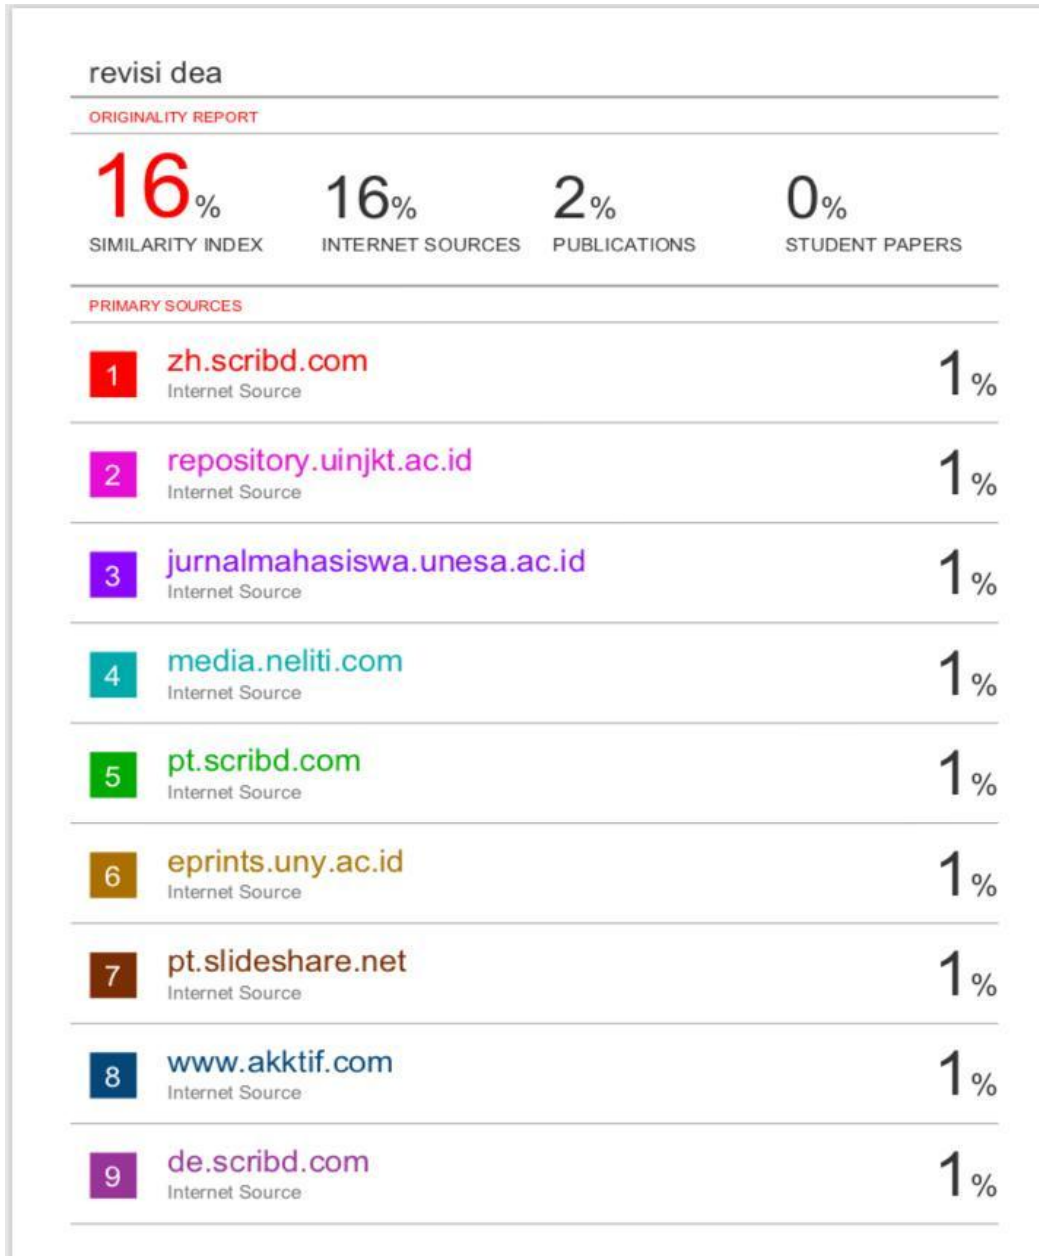 revisi dea
ORIGINALITY REPORT
16% 16% 2% 0%
SIMILARITY INDEX INTERNET SOURCES PUBLICATIONS STUDENT PAPERS
PRIMARY SOURCES
1 zh.scribd.com 1%
Internet Source
2 repository.uinjkt.ac.id 1%
Internet Source
3 jurnalmahasiswa.unesa.ac.id 1%
Internet Source
4 media.neliti.com 1%
Internet Source
5 pt.scribd.com 1%
Internet Source
6 eprints.uny.ac.id 1%
Internet Source
7 pt.slideshare.net 1%
Internet Source
8 www.akktif.com 1%
Internet Source
9 de.scribd.com 1%
Internet Source